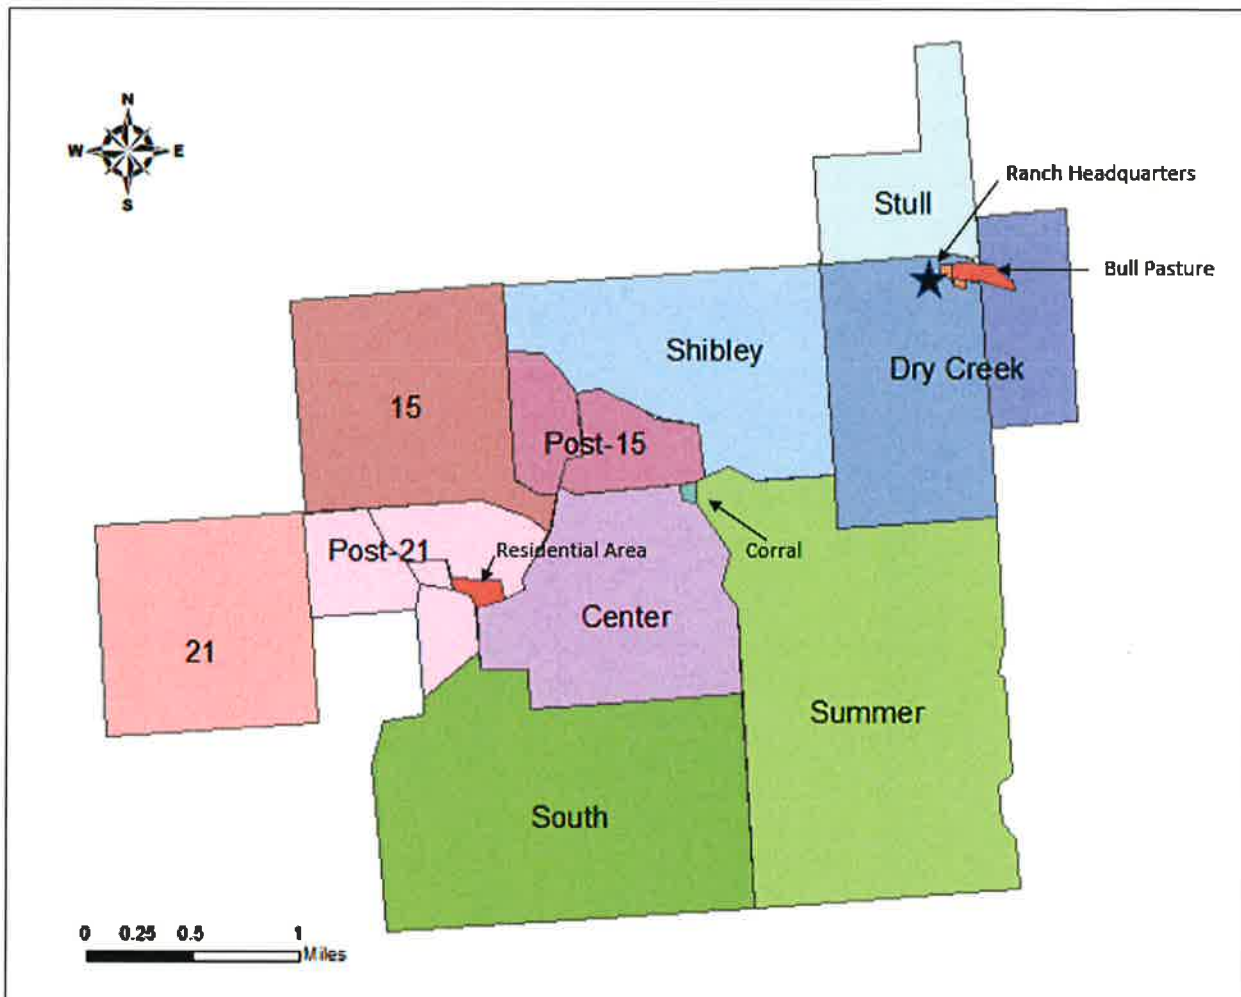 N
W E
S
Ranch Headquarters
Stull
Bull Pasture
Shibley
Dry Creek
15
Post-15
Post-21
Residential Area
Corral
Center
21
Summer
South
0 0.25 0.5 1
Miles